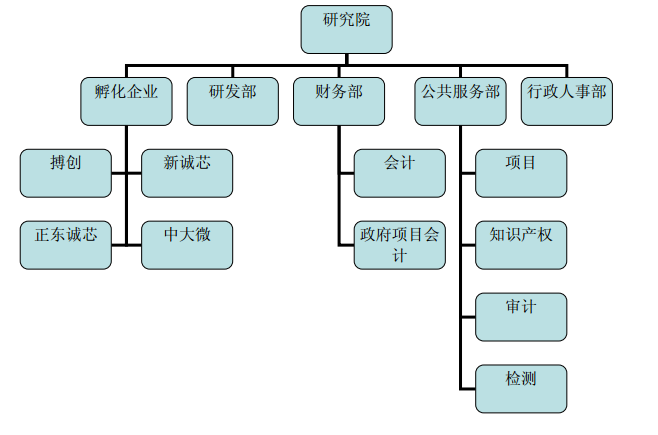 研究院
孵化企业
研发部
财务部
公共服务部
行政人事部
搏创
新诚芯
会计
项目
正东诚芯
中大微
政府项目会
计
知识产权
审计
检测